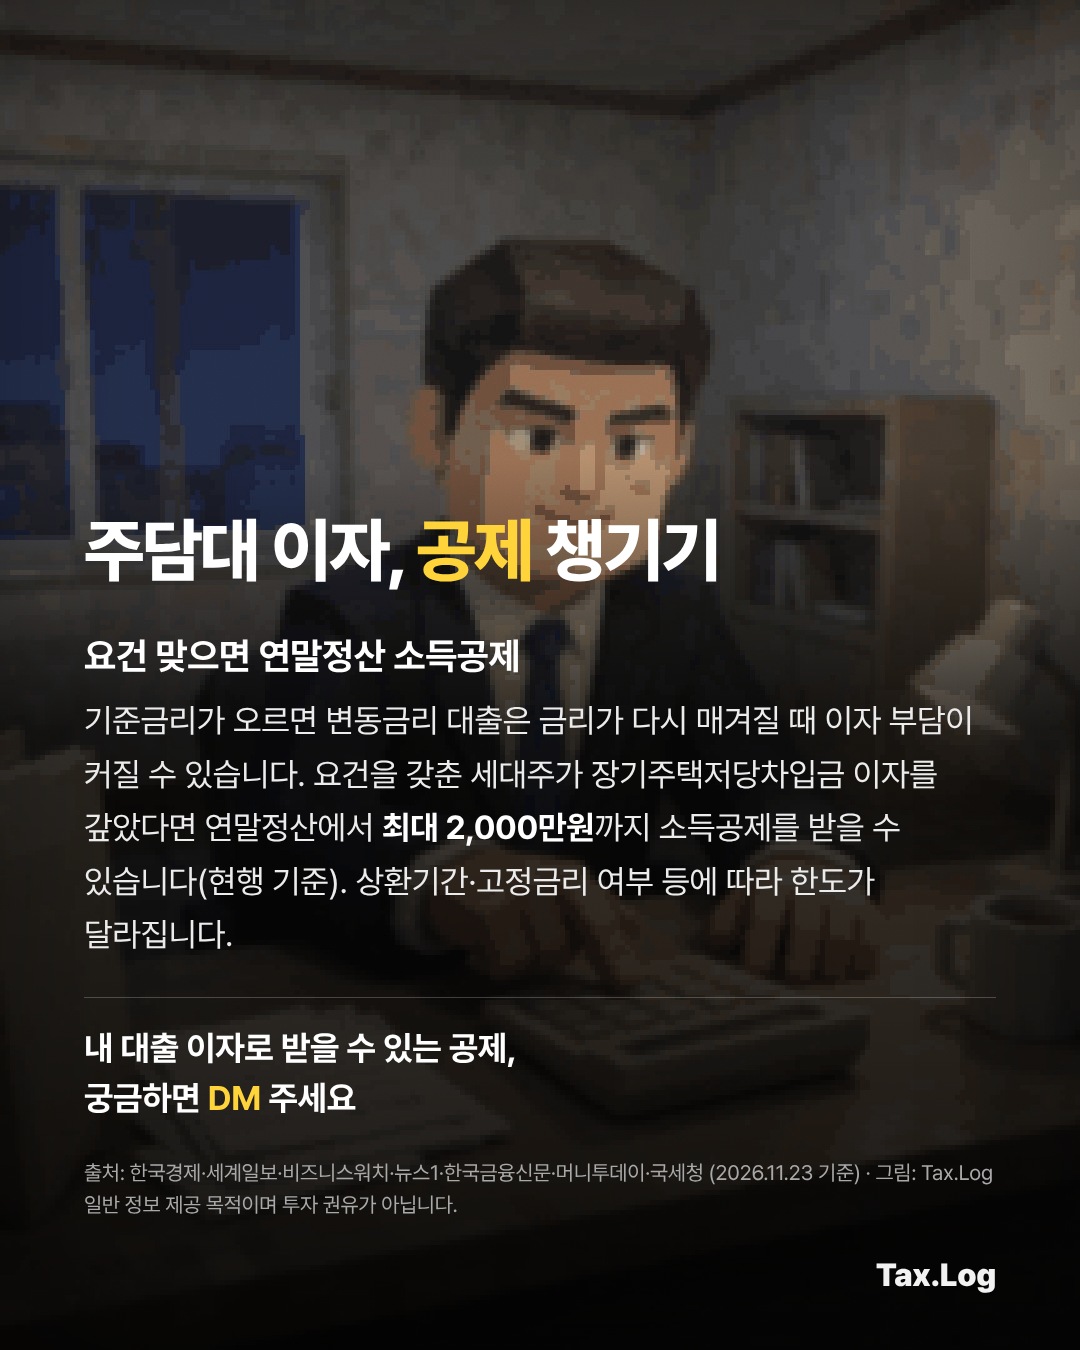 주담대 이자, 공제 챙기기
요건 맞으면 연말정산 소득공제
기준금리가 오르면 변동금리 대출은 금리가 다시 매겨질 때 이자 부담이
커질 수 있습니다. 요건을 갖춘 세대주가 장기주택저당차입금 이자를
갚았다면 연말정산에서 최대 2,000만원까지 소득공제를 받을 수
있습니다(현행 기준). 상환기간·고정금리 여부 등에 따라 한도가
달라집니다.
내 대출 이자로 받을 수 있는 공제,
궁금하면 DM 주세요
출처: 한국경제·세계일보·비즈니스워치·뉴스1·한국금융신문·머니투데이·국세청 (2026.11.23 기준) · 그림: Tax.Log
일반 정보 제공 목적이며 투자 권유가 아닙니다.
Tax.Log